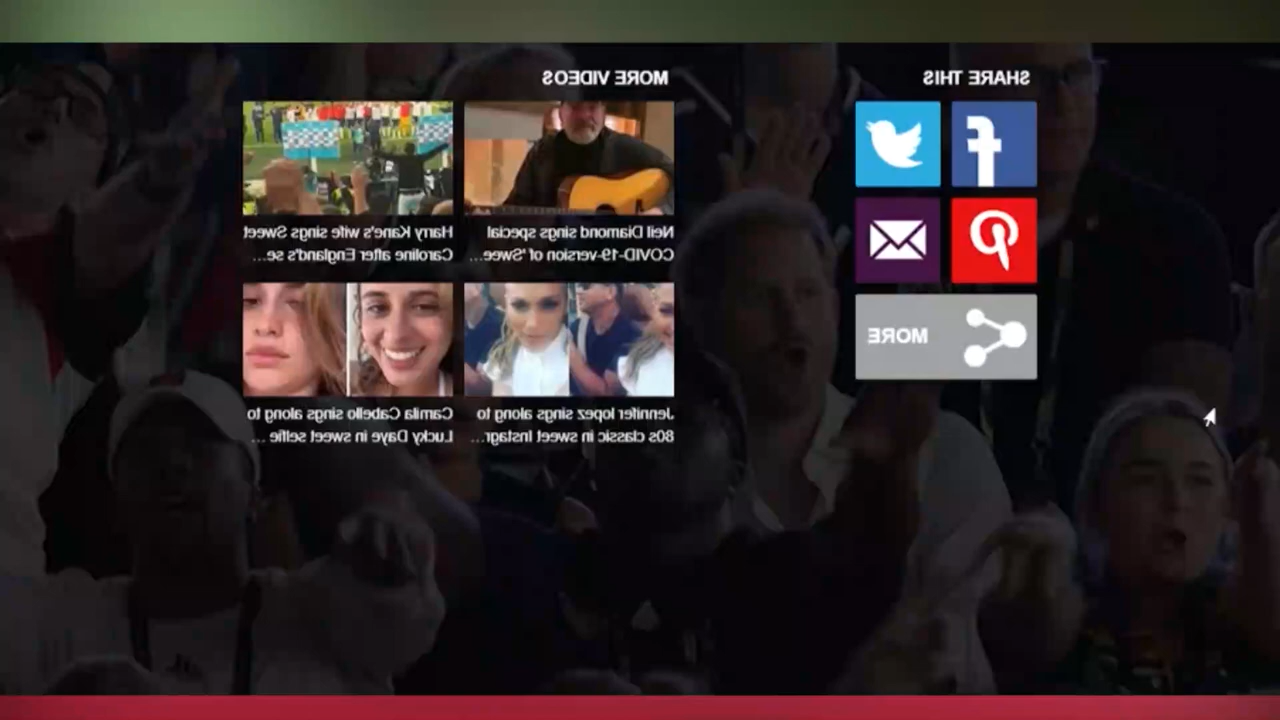 SHARE THIS
MORE
MORE VIDEOS
Neil Diamond sings special
COVID-19-version of 'Swee...
Harry Kane's wife sings Sweet
Caroline after England's se...
Jennifer lopez sings along to
80s classic in sweet Instagr...
Camila Cabello sings along to
Lucky Daye in sweet selfie ...